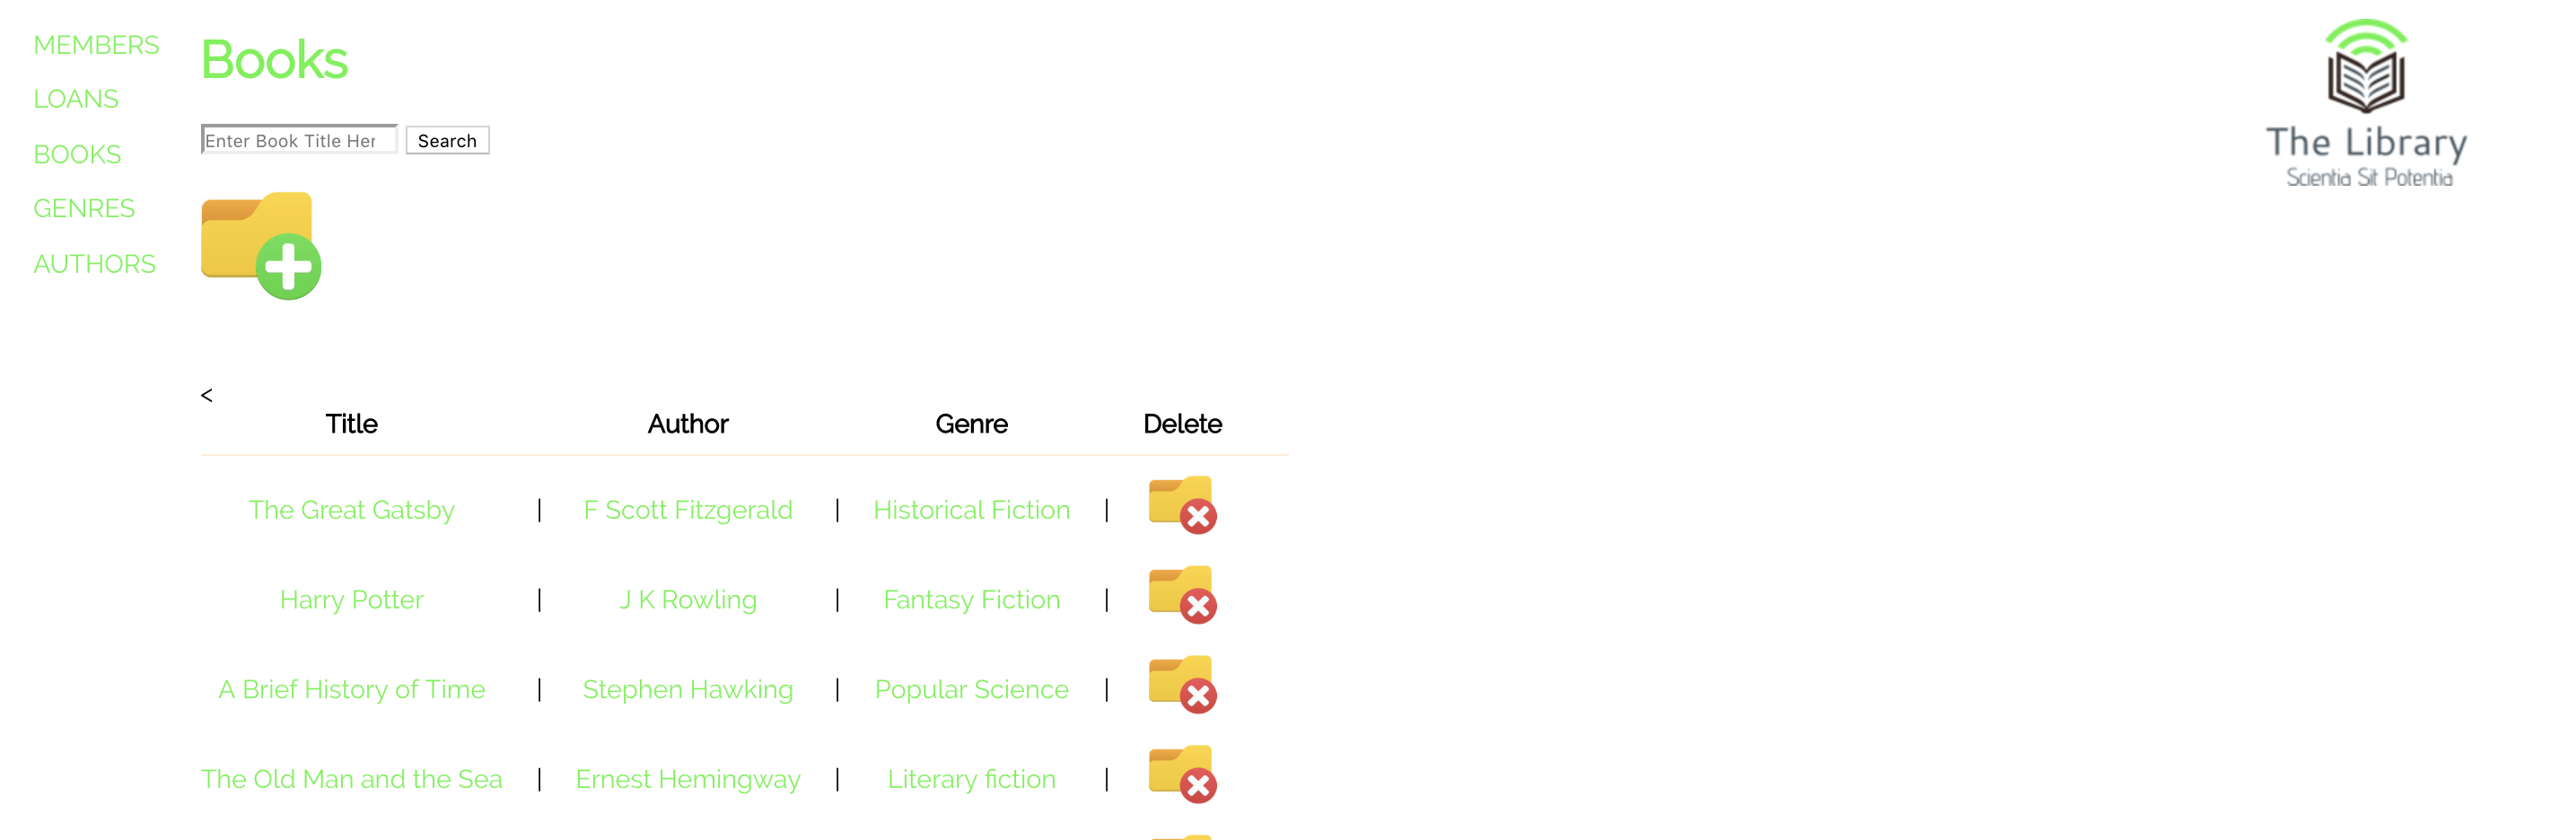 MEMBERS
LOANS
BOOKS
GENRES
AUTHORS
Books
Enter Book Title Her
Search
The Library
Scientia Sit Potentia
<
Title Author Genre Delete
The Great Gatsby | F Scott Fitzgerald | Historical Fiction |
Harry Potter | J K Rowling | Fantasy Fiction |
A Brief History of Time | Stephen Hawking | Popular Science |
The Old Man and the Sea | Ernest Hemingway | Literary fiction |